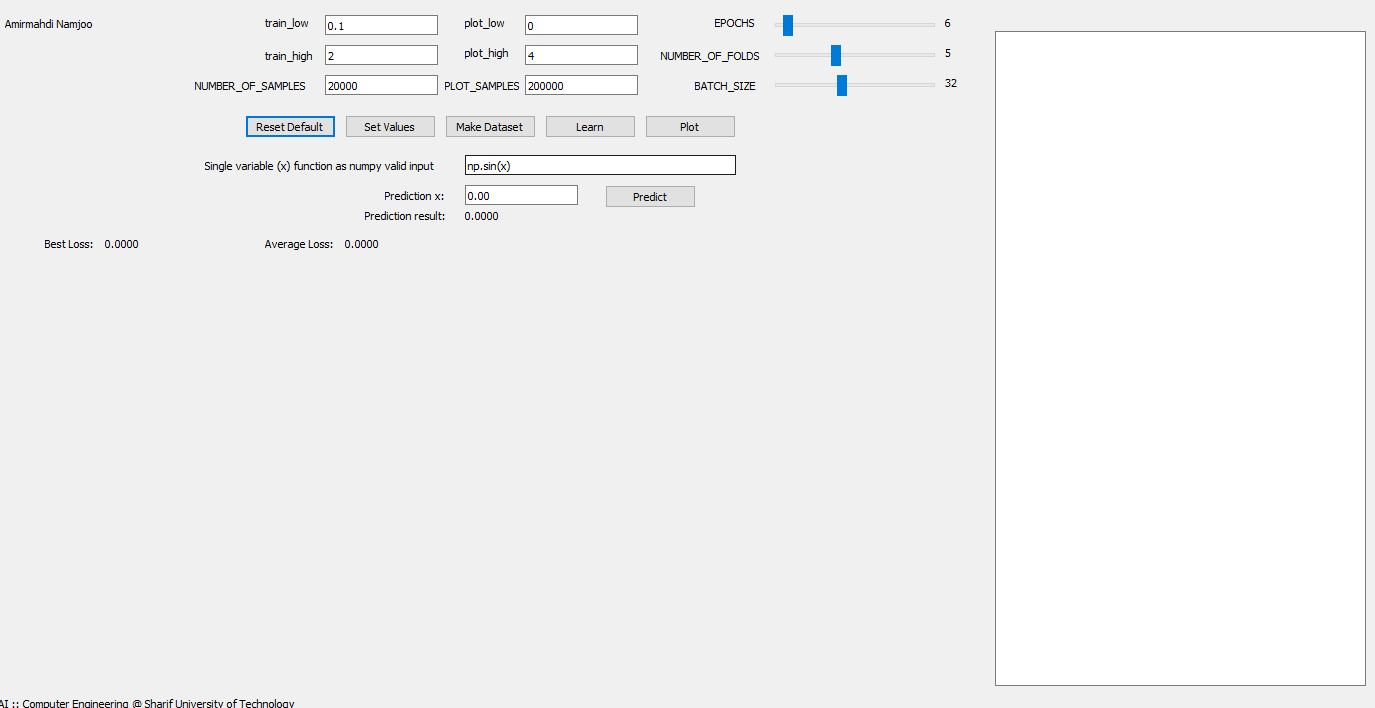 Amirmahdi Namjoo
train_low 0.1 plot_low 0 EPOCHS 6
train_high 2 plot_high 4 NUMBER_OF_FOLDS 5
NUMBER_OF_SAMPLES 20000 PLOT_SAMPLES 200000 BATCH_SIZE 32
Reset Default Set Values Make Dataset Learn Plot
Single variable (x) function as numpy valid input np.sin(x)
Prediction x: 0.00 Predict
Prediction result: 0.0000
Best Loss: 0.0000 Average Loss: 0.0000
AI :: Computer Engineering @ Sharif University of Technology